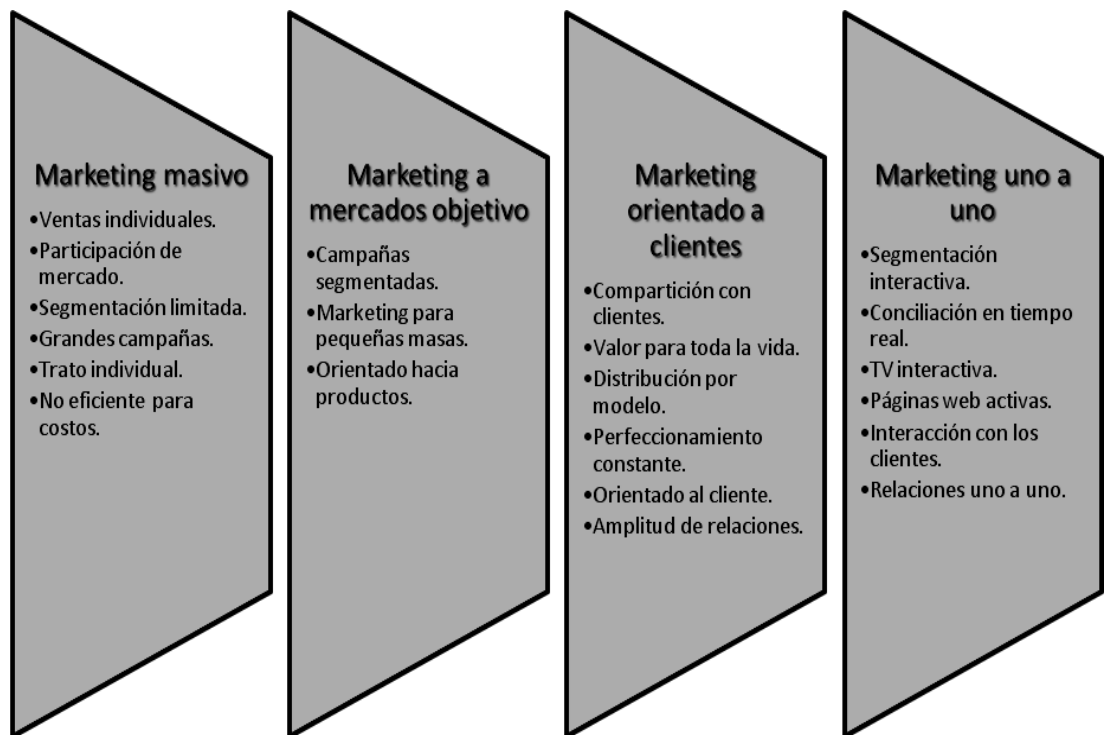 Marketing masivo
•Ventas individuales.
•Participación de
mercado.
•Segmentación limitada.
•Grandes campañas.
•Trato individual.
•No eficiente para
costos.
Marketing a
mercados objetivo
•Campañas
segmentadas.
•Marketing para
pequeñas masas.
•Orientado hacia
productos.
Marketing
orientado a
clientes
•Compartición con
clientes.
•Valor para toda la vida.
•Distribución por
modelo.
•Perfeccionamiento
constante.
•Orientado al cliente.
•Amplitud de relaciones.
Marketing uno a
uno
•Segmentación
interactiva.
•Conciliación en tiempo
real.
•TV interactiva.
•Páginas web activas.
•Interacción con los
clientes.
•Relaciones uno a uno.